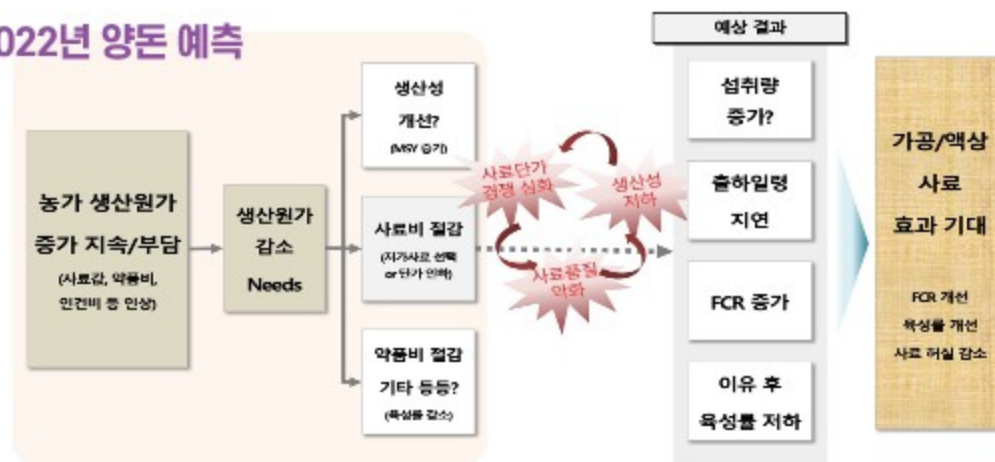 022년 양돈 예측
농가 생산원가
증가 지속/부담
(사료값, 약품비,
인건비 등 인상)
생산원가
감소
Needs
생산성
개선?
(MSY 증가)
사료비 절감
(저가사료 선택
or 단가 인하)
약품비 절감
기타 등등?
(육성률 감소)
사료단가
경쟁 심화
생산성
저하
사료품질
악화
예상 결과
섭취량
증가?
출하일령
지연
FCR 증가
이유 후
육성률 저하
가공/액상
사료
효과 기대
FCR 개선
육성률 개선
사료 허실 감소